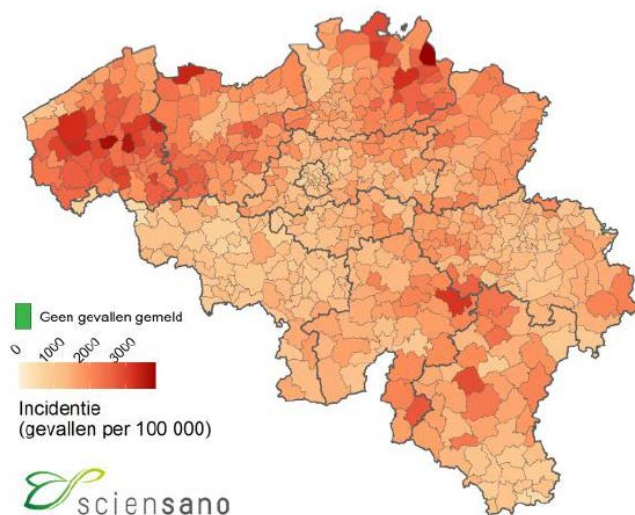 Geen gevallen gemeld
0 1000 2000 3000
Incidentie
(gevallen per 100 000)
sciensano